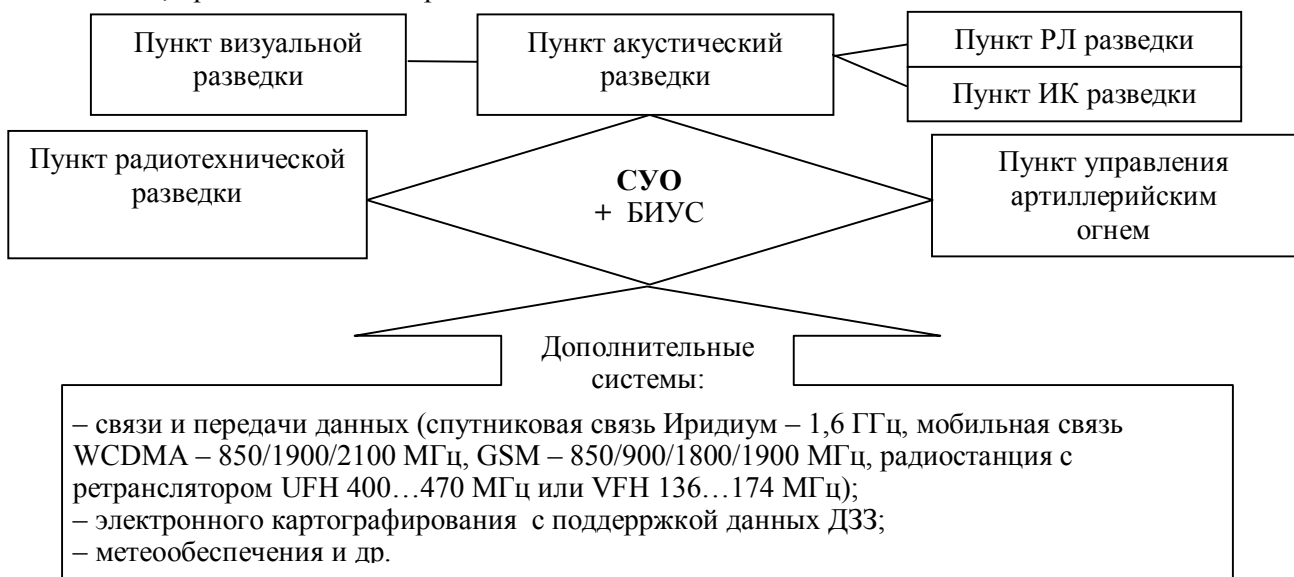 Пункт визуальной
разведки
Пункт акустический
разведки
Пункт РЛ разведки
Пункт ИК разведки
Пункт радиотехнической
разведки
СУО
+ БИУС
Пункт управления
артиллерийским
огнем
Дополнительные
системы:
– связи и передачи данных (спутниковая связь Иридиум – 1,6 ГГц, мобильная связь
WCDMA – 850/1900/2100 МГц, GSM – 850/900/1800/1900 МГц, радиостанция с
ретранслятором UFH 400…470 МГц или VFH 136…174 МГц);
– электронного картографирования с поддерржкой данных ДЗЗ;
– метеообеспечения и др.